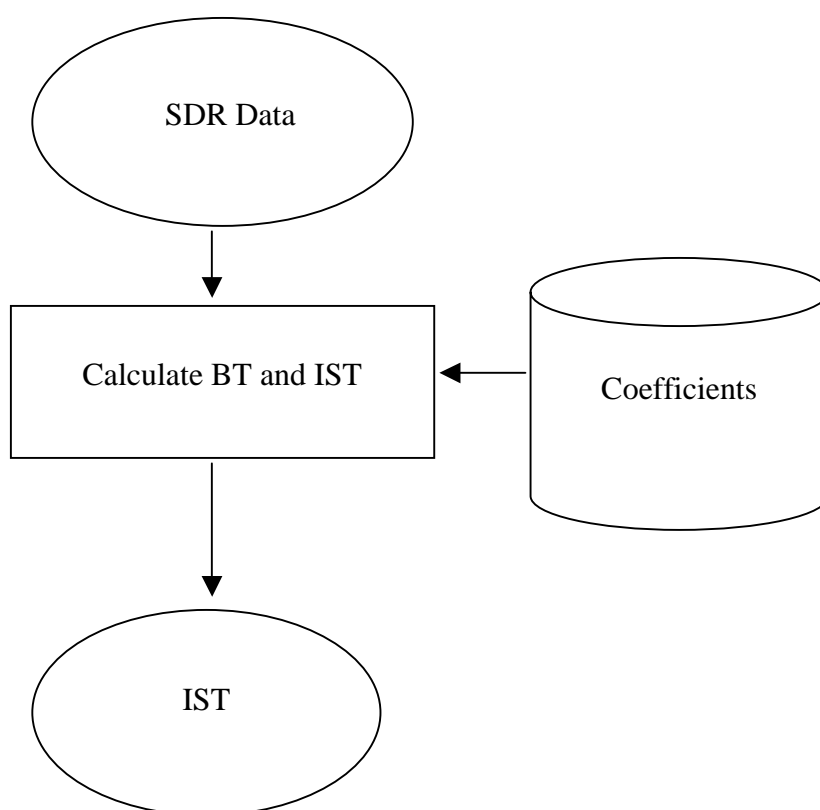 SDR Data
Calculate BT and IST
Coefficients
IST